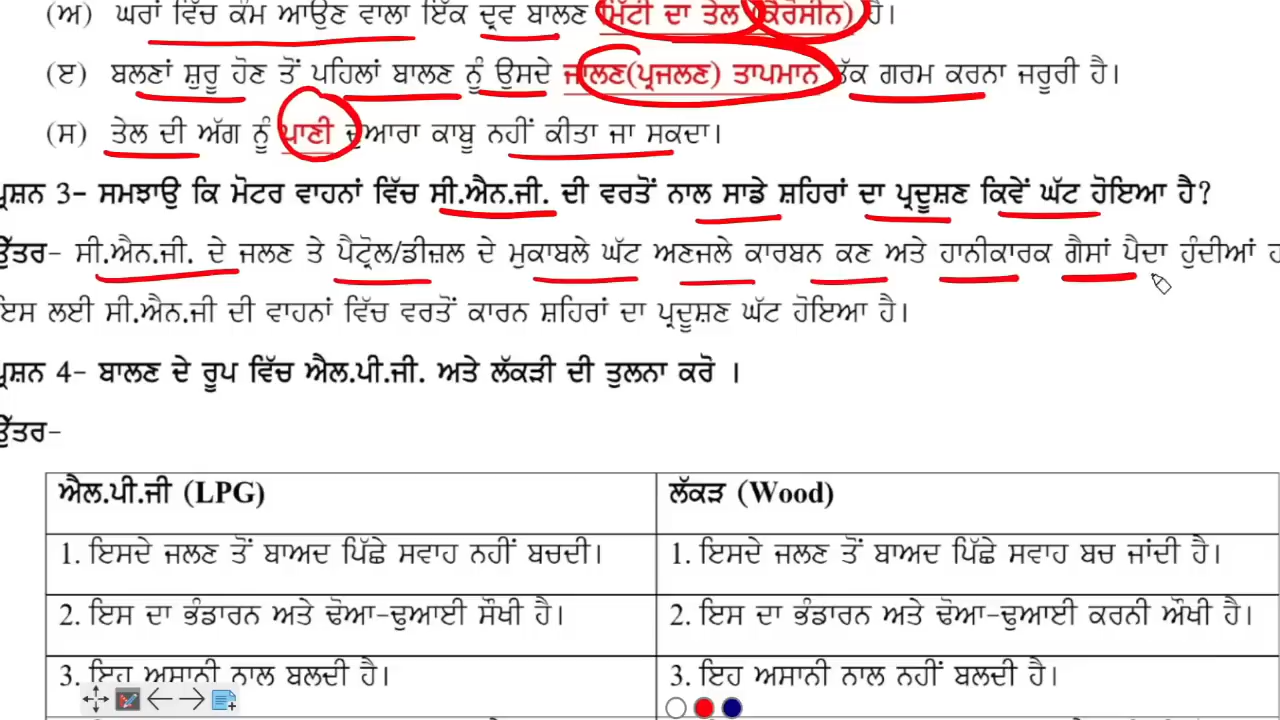 (ਅ) ਘਰਾਂ ਵਿੱਚ ਕੰਮ ਆਉਣ ਵਾਲਾ ਇੱਕ ਦ੍ਰਵ ਬਾਲਣ ਮਿੱਟੀ ਦਾ ਤੇਲ (ਕੈਰੋਸੀਨ) ਹੈ।
(ੲ) ਬਲਣਾਂ ਸ਼ੁਰੂ ਹੋਣ ਤੋਂ ਪਹਿਲਾਂ ਬਾਲਣ ਨੂੰ ਉਸਦੇ ਜਾਲਣ(ਪ੍ਰਜਲਣ) ਤਾਪਮਾਨ ਤੱਕ ਗਰਮ ਕਰਨਾ ਜਰੂਰੀ ਹੈ।
(ਸ) ਤੇਲ ਦੀ ਅੱਗ ਨੂੰ ਪਾਣੀ ਦੁਆਰਾ ਕਾਬੂ ਨਹੀਂ ਕੀਤਾ ਜਾ ਸਕਦਾ।
ਪ੍ਰਸ਼ਨ 3- ਸਮਝਾਉ ਕਿ ਮੋਟਰ ਵਾਹਨਾਂ ਵਿੱਚ ਸੀ.ਐਨ.ਜੀ. ਦੀ ਵਰਤੋਂ ਨਾਲ ਸਾਡੇ ਸ਼ਹਿਰਾਂ ਦਾ ਪ੍ਰਦੂਸ਼ਣ ਕਿਵੇਂ ਘੱਟ ਹੋਇਆ ਹੈ?
ਉੱਤਰ- ਸੀ.ਐਨ.ਜੀ. ਦੇ ਜਲਣ ਤੇ ਪੈਟ੍ਰੋਲ/ਡੀਜ਼ਲ ਦੇ ਮੁਕਾਬਲੇ ਘੱਟ ਅਣਜਲੇ ਕਾਰਬਨ ਕਣ ਅਤੇ ਹਾਨੀਕਾਰਕ ਗੈਸਾਂ ਪੈਦਾ ਹੁੰਦੀਆਂ
ਇਸ ਲਈ ਸੀ.ਐਨ.ਜੀ ਦੀ ਵਾਹਨਾਂ ਵਿੱਚ ਵਰਤੋਂ ਕਾਰਨ ਸ਼ਹਿਰਾਂ ਦਾ ਪ੍ਰਦੂਸ਼ਣ ਘੱਟ ਹੋਇਆ ਹੈ।
ਪ੍ਰਸ਼ਨ 4- ਬਾਲਣ ਦੇ ਰੂਪ ਵਿੱਚ ਐਲ.ਪੀ.ਜੀ. ਅਤੇ ਲੱਕੜੀ ਦੀ ਤੁਲਨਾ ਕਰੋ ।
ਉੱਤਰ-
ਐਲ.ਪੀ.ਜੀ (LPG)
ਲੱਕੜ (Wood)
1. ਇਸਦੇ ਜਲਣ ਤੋਂ ਬਾਅਦ ਪਿੱਛੇ ਸਵਾਹ ਨਹੀਂ ਬਚਦੀ।
1. ਇਸਦੇ ਜਲਣ ਤੋਂ ਬਾਅਦ ਪਿੱਛੇ ਸਵਾਹ ਬਚ ਜਾਂਦੀ ਹੈ।
2. ਇਸ ਦਾ ਭੰਡਾਰਨ ਅਤੇ ਢੋਆ-ਢੁਆਈ ਸੌਖੀ ਹੈ।
2. ਇਸ ਦਾ ਭੰਡਾਰਨ ਅਤੇ ਢੋਆ-ਢੁਆਈ ਕਰਨੀ ਔਖੀ ਹੈ।
3. ਇਹ ਅਸਾਨੀ ਨਾਲ ਬਲਦੀ ਹੈ।
3. ਇਹ ਅਸਾਨੀ ਨਾਲ ਨਹੀਂ ਬਲਦੀ ਹੈ।